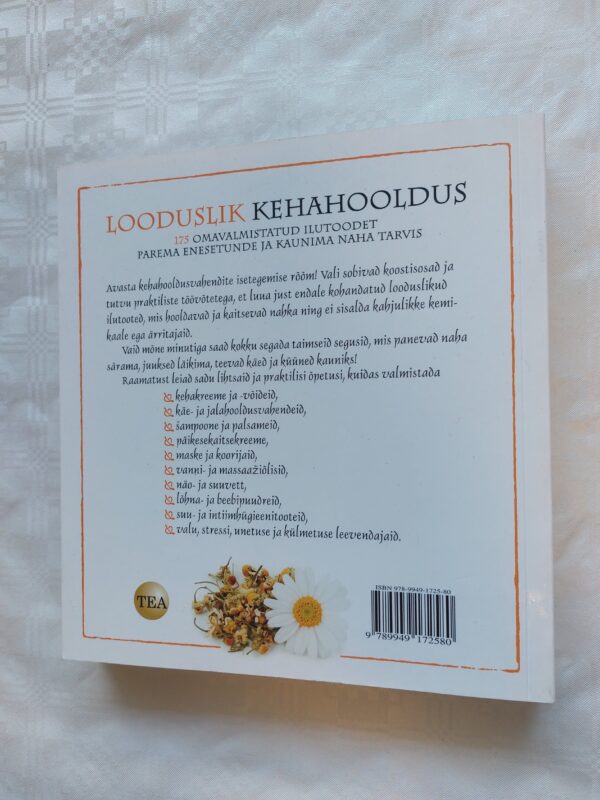 LOODUSLIK KEHAHOOLDUS
175 OMAVALMISTATUD ILUTOODET
PAREMA ENESETUNDE JA KAUNIMA NAHA TARVIS
Avasta kehahooldusvahendite isetegemise rõõm! Vali sobivad koostisosad ja
tutvu praktiliste töövõtetega, et luua just endale kohandatud looduslikud
ilutooted, mis hooldavad ja kaitsevad nahka ning ei sisalda kahjulikke kemi-
kaale ega ärritajaid.
Vaid mõne minutiga saad kokku segada taimseid segusid, mis panevad naha
särama, juuksed läikima, teevad käed ja küüned kauniks!
Raamatust leiad sadu lihtsaid ja praktilisi õpetusi, kuidas valmistada
kehakreeme ja -võideid,
käe- ja jalahooldusvahendeid,
šampoone ja palsameid,
päikesekaitsekreeme,
maske ja koorijaid,
vanni- ja massaažiõlisid,
näo- ja suuvett,
lõhna- ja beebipuudreid,
suu- ja intiimhügieenitooteid,
valu, stressi, unetuse ja külmetuse leevendajaid.
TEA
ISBN 978-9949-1725-80
9 789949 172580